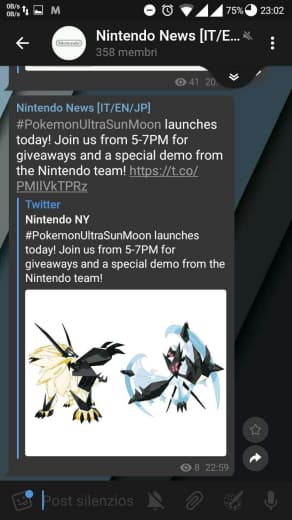 0B/s
0B/s
M
75%
23:02
Nintendo
Nintendo News [IT/E...
358 membri
41
Nintendo News [IT/EN/JP]
#PokemonUltraSunMoon launches
today! Join us from 5-7PM for
giveaways and a special demo from
the Nintendo team! https://t.co/
PMIlVkTPRz
Twitter
Nintendo NY
#PokemonUltraSunMoon launches
today! Join us from 5-7PM for
giveaways and a special demo from the
Nintendo team!
8 22:59
Post silenzios